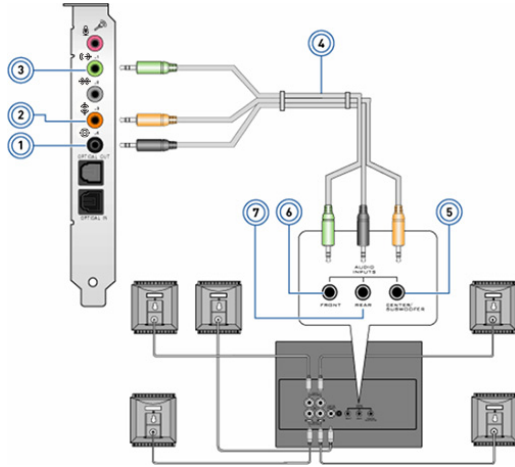 4
3
2
1
OPTICAL OUT
OPTICAL IN
7
6
5
AUDIO
INPUTS
FRONT
REAR
CENTER/
SUBWOOFER